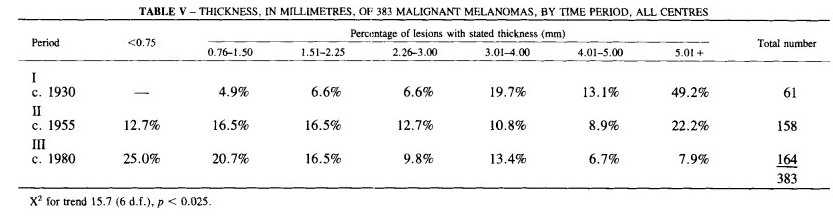 TABLE V – THICKNESS, IN MILLIMETRES, OF 383 MALIGNANT MELANOMAS, BY TIME PERIOD, ALL CENTRES
Period <0.75 Percentage of lesions with stated thickness (mm) Total number
0.76–1.50 1.51–2.25 2.26–3.00 3.01–4.00 4.01–5.00 5.01+
I
c. 1930 — 4.9% 6.6% 6.6% 19.7% 13.1% 49.2% 61
II
c. 1955 12.7% 16.5% 16.5% 12.7% 10.8% 8.9% 22.2% 158
III
c. 1980 25.0% 20.7% 16.5% 9.8% 13.4% 6.7% 7.9% 164
383
X² for trend 15.7 (6 d.f.), p < 0.025.